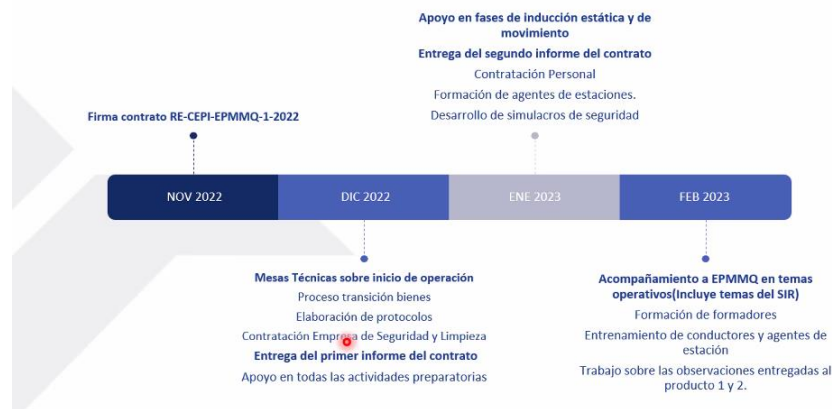 Apoyo en fases de inducción estática y de
movimiento
Entrega del segundo informe del contrato
Contratación Personal
Formación de agentes de estaciones.
Desarrollo de simulacros de seguridad
Firma contrato RE-CEPI-EPMMQ-1-2022
NOV 2022
DIC 2022
ENE 2023
FEB 2023
Mesas Técnicas sobre inicio de operación
Proceso transición bienes
Elaboración de protocolos
Contratación Empresa de Seguridad y Limpieza
Entrega del primer informe del contrato
Apoyo en todas las actividades preparatorias
Acompañamiento a EPMMQ en temas
operativos(Incluye temas del SIR)
Formación de formadores
Entrenamiento de conductores y agentes de
estación
Trabajo sobre las observaciones entregadas al
producto 1 y 2.